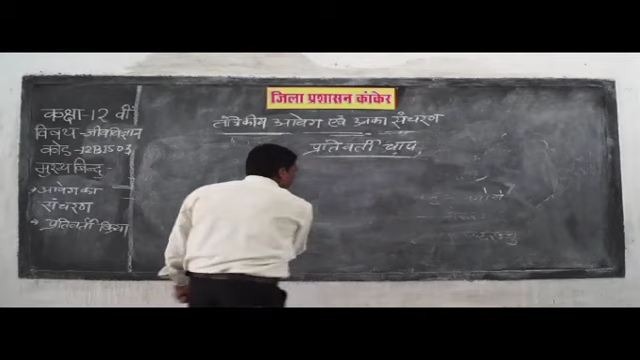 जिला प्रशासन कांकेर
कक्षा-12 वीं
विषय-जीवविज्ञान
कोड-12BIS03
मुख्य बिन्दु-
→ आवेग का
संचरण
→ प्रतिवर्ती क्रिया
तंत्रिकीय आवेग एवं उसका संचरण
प्रतिवर्ती चाप,